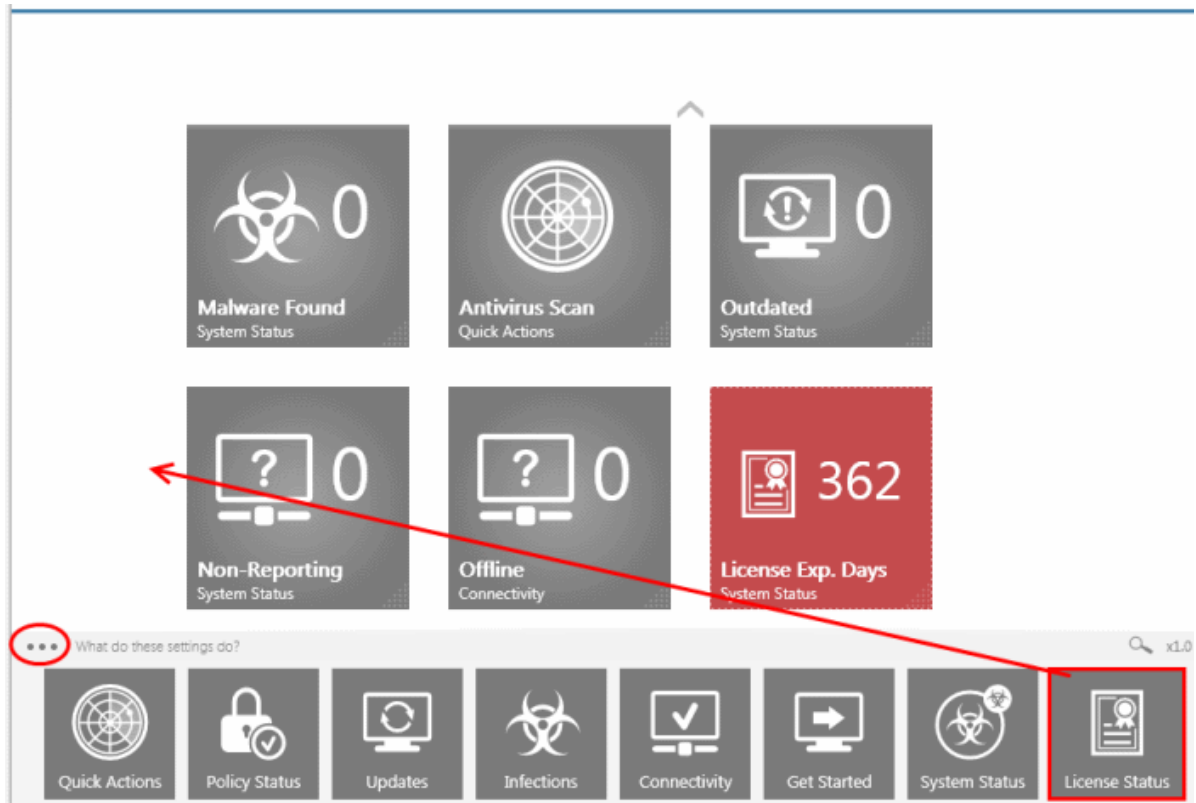 0
Malware Found
System Status
Antivirus Scan
Quick Actions
0
Outdated
System Status
?
0
Non-Reporting
System Status
?
0
Offline
Connectivity
362
License Exp. Days
System Status
What do these settings do?
x1.0
Quick Actions
Policy Status
Updates
Infections
Connectivity
Get Started
System Status
License Status